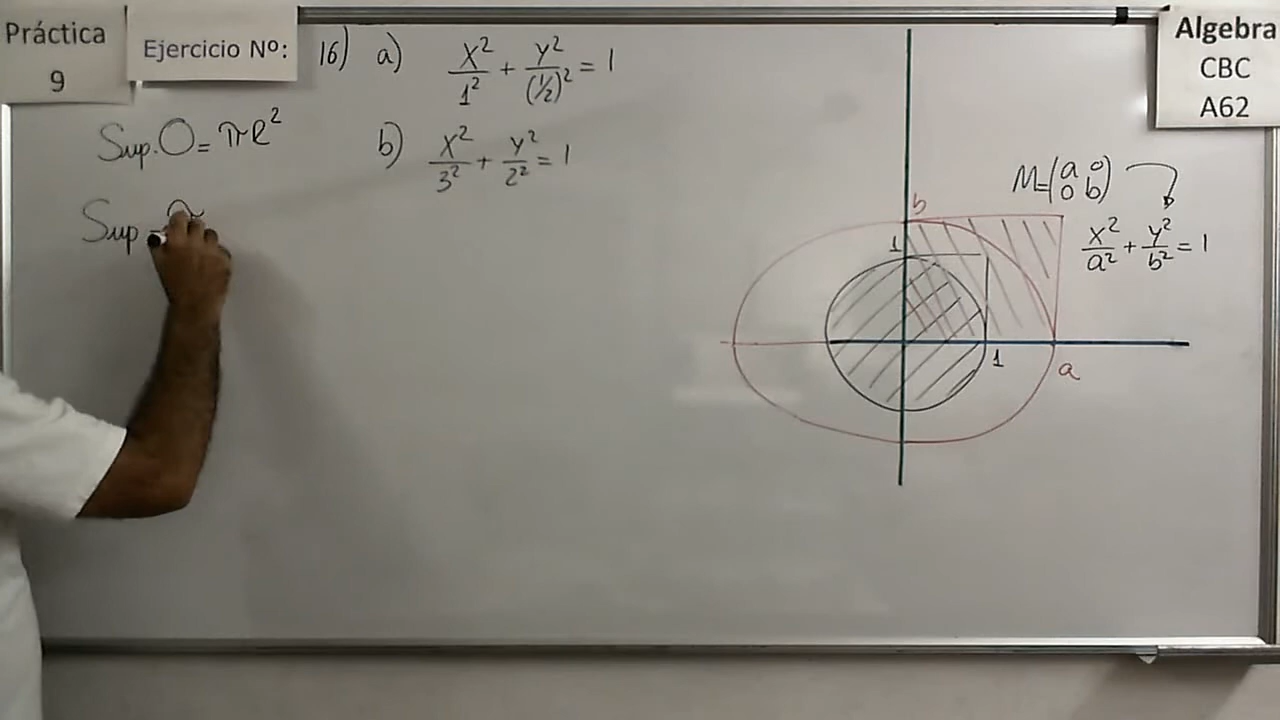 Práctica
9
Ejercicio Nº:
16) a) X²/1² + Y²/(1/2)² = 1
b) X²/3² + Y²/2² = 1
Sup. O = πR²
Sup
Algebra
CBC
A62
M=(a 0
0 b)
X²/a² + Y²/b² = 1
b
1
1
a